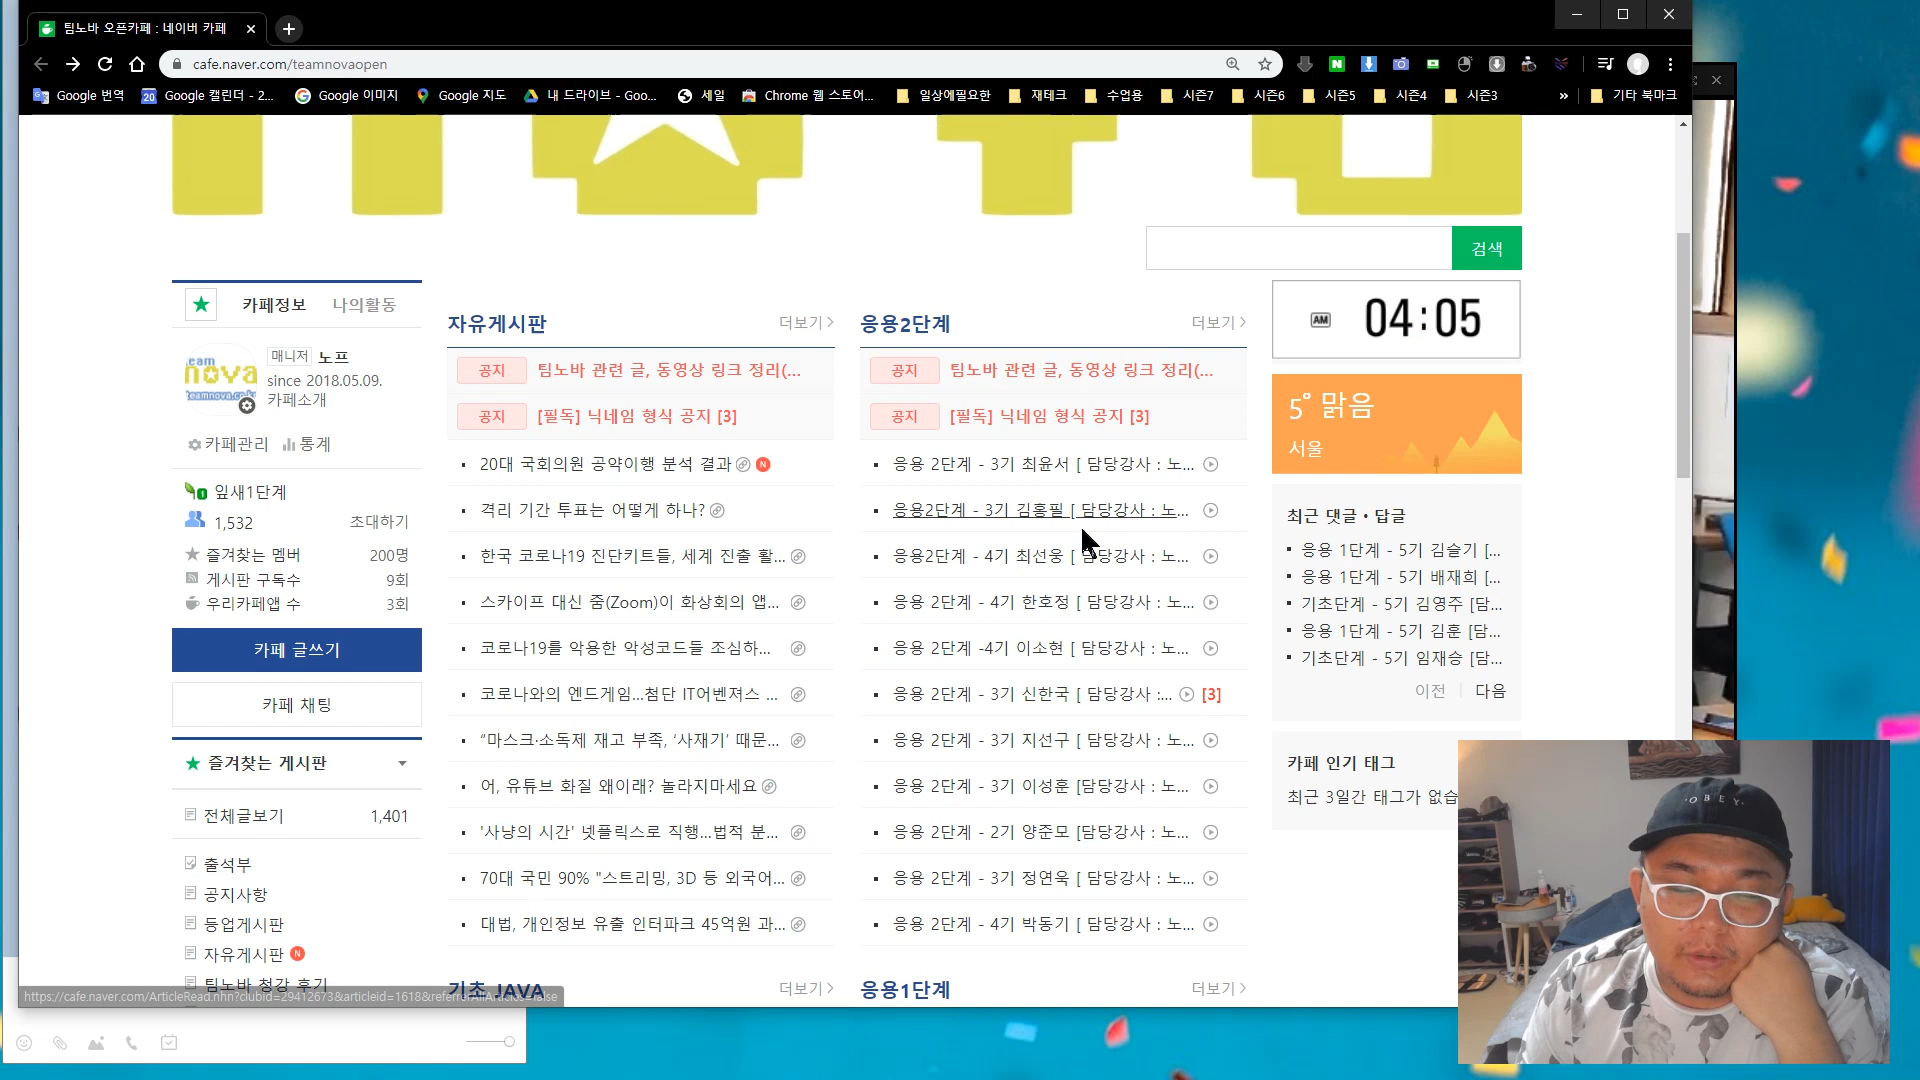 팀노바 오픈카페 : 네이버 카페
cafe.naver.com/teamnovaopen
Google 번역
Google 캘린더 - 2...
Google 이미지
Google 지도
내 드라이브 - Goo...
세일
Chrome 웹 스토어...
일상에필요한
재테크
수업용
시즌7
시즌6
시즌5
시즌4
시즌3
»
기타 북마크
검색
카페정보
나의활동
매니저 노프
since 2018.05.09.
카페소개
카페관리
통계
잎새1단계
1,532
초대하기
즐겨찾는 멤버
200명
게시판 구독수
9회
우리카페앱 수
3회
카페 글쓰기
카페 채팅
즐겨찾는 게시판
전체글보기
1,401
출석부
공지사항
등업게시판
자유게시판 N
팀노바 청강 후기
자유게시판
더보기
공지 팀노바 관련 글, 동영상 링크 정리(...
공지 [필독] 닉네임 형식 공지 [3]
20대 국회의원 공약이행 분석 결과 N
격리 기간 투표는 어떻게 하나?
한국 코로나19 진단키트들, 세계 진출 활...
스카이프 대신 줌(Zoom)이 화상회의 앱...
코로나19를 악용한 악성코드들 조심하...
코로나와의 엔드게임...첨단 IT어벤져스 ...
“마스크·소독제 재고 부족, ‘사재기’ 때문...
어, 유튜브 화질 왜이래? 놀라지마세요
'사냥의 시간' 넷플릭스로 직행...법적 분...
70대 국민 90% "스트리밍, 3D 등 외국어...
대법, 개인정보 유출 인터파크 45억원 과...
기초 JAVA
더보기
응용2단계
더보기
공지 팀노바 관련 글, 동영상 링크 정리(...
공지 [필독] 닉네임 형식 공지 [3]
응용 2단계 - 3기 최윤서 [ 담당강사 : 노...
응용2단계 - 3기 김홍필 [ 담당강사 : 노...
응용2단계 - 4기 최선웅 [ 담당강사 : 노...
응용 2단계 - 4기 한호정 [ 담당강사 : 노...
응용 2단계 -4기 이소현 [ 담당강사 : 노...
응용 2단계 - 3기 신한국 [ 담당강사 :... [3]
응용 2단계 - 3기 지선구 [ 담당강사 : 노...
응용 2단계 - 3기 이성훈 [ 담당강사 : 노...
응용 2단계 - 2기 양준모 [담당강사 : 노...
응용 2단계 - 3기 정연욱 [ 담당강사 : 노...
응용 2단계 - 4기 박동기 [ 담당강사 : 노...
응용1단계
더보기
AM 04:05
5° 맑음
서울
최근 댓글 • 답글
응용 1단계 - 5기 김슬기 [...
응용 1단계 - 5기 배재희 [...
기초단계 - 5기 김영주 [담...
응용 1단계 - 5기 김훈 [담...
기초단계 - 5기 임재승 [담...
이전
다음
카페 인기 태그
최근 3일간 태그가 없습
OBEY
https://cafe.naver.com/ArticleRead.nhn?clubid=29412673&articleid=1618&referrerAllArticles=false